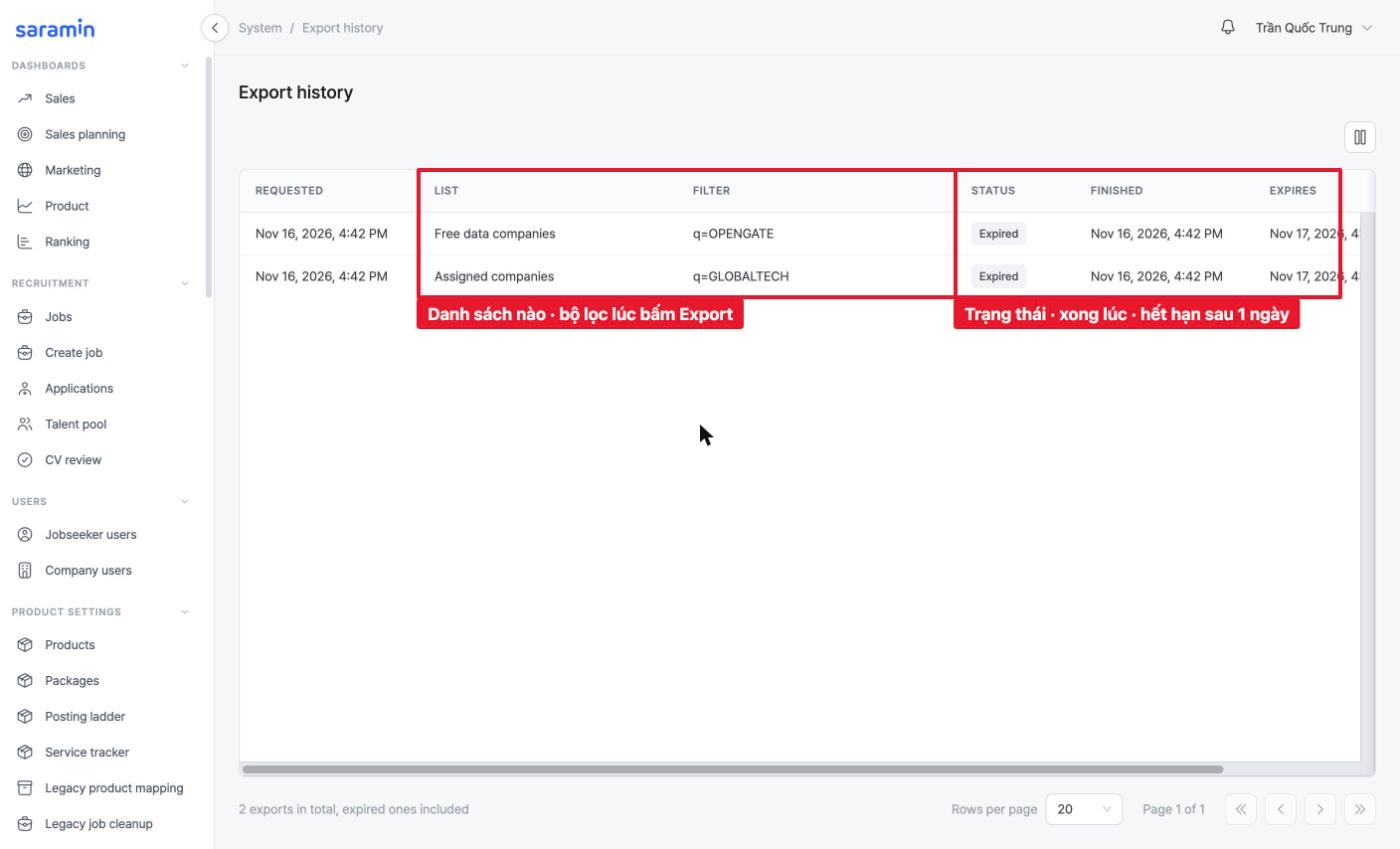 saramin
System / Export history
Trần Quốc Trung
DASHBOARDS
Sales
Sales planning
Marketing
Product
Ranking
RECRUITMENT
Jobs
Create job
Applications
Talent pool
CV review
USERS
Jobseeker users
Company users
PRODUCT SETTINGS
Products
Packages
Posting ladder
Service tracker
Legacy product mapping
Legacy job cleanup
Export history
REQUESTED LIST FILTER STATUS FINISHED EXPIRES
Nov 16, 2026, 4:42 PM Free data companies q=OPENGATE Expired Nov 16, 2026, 4:42 PM Nov 17, 2026, 4:
Nov 16, 2026, 4:42 PM Assigned companies q=GLOBALTECH Expired Nov 16, 2026, 4:42 PM Nov 17, 2026, 4:
Danh sách nào · bộ lọc lúc bấm Export
Trạng thái · xong lúc · hết hạn sau 1 ngày
2 exports in total, expired ones included
Rows per page 20 Page 1 of 1